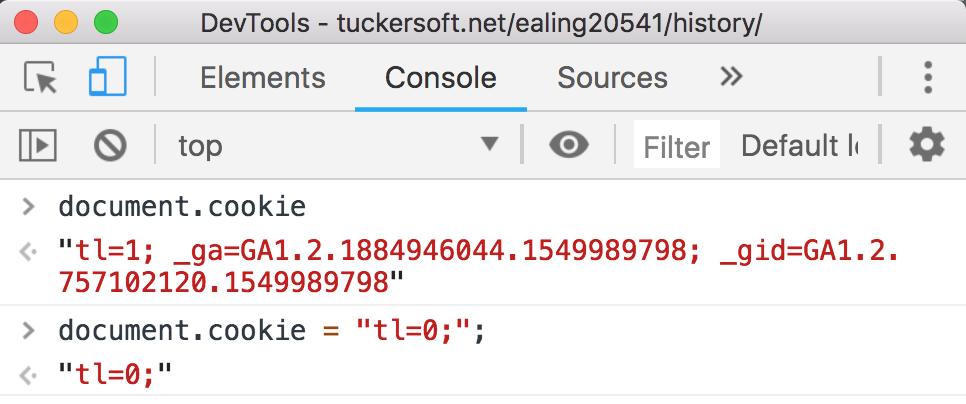 DevTools - tuckersoft.net/ealing20541/history/
Elements Console Sources »
top ▼ Filter Default l
> document.cookie
"tl=1; _ga=GA1.2.1884946044.1549989798; _gid=GA1.2.
757102120.1549989798"
> document.cookie = "tl=0;";
"tl=0;"